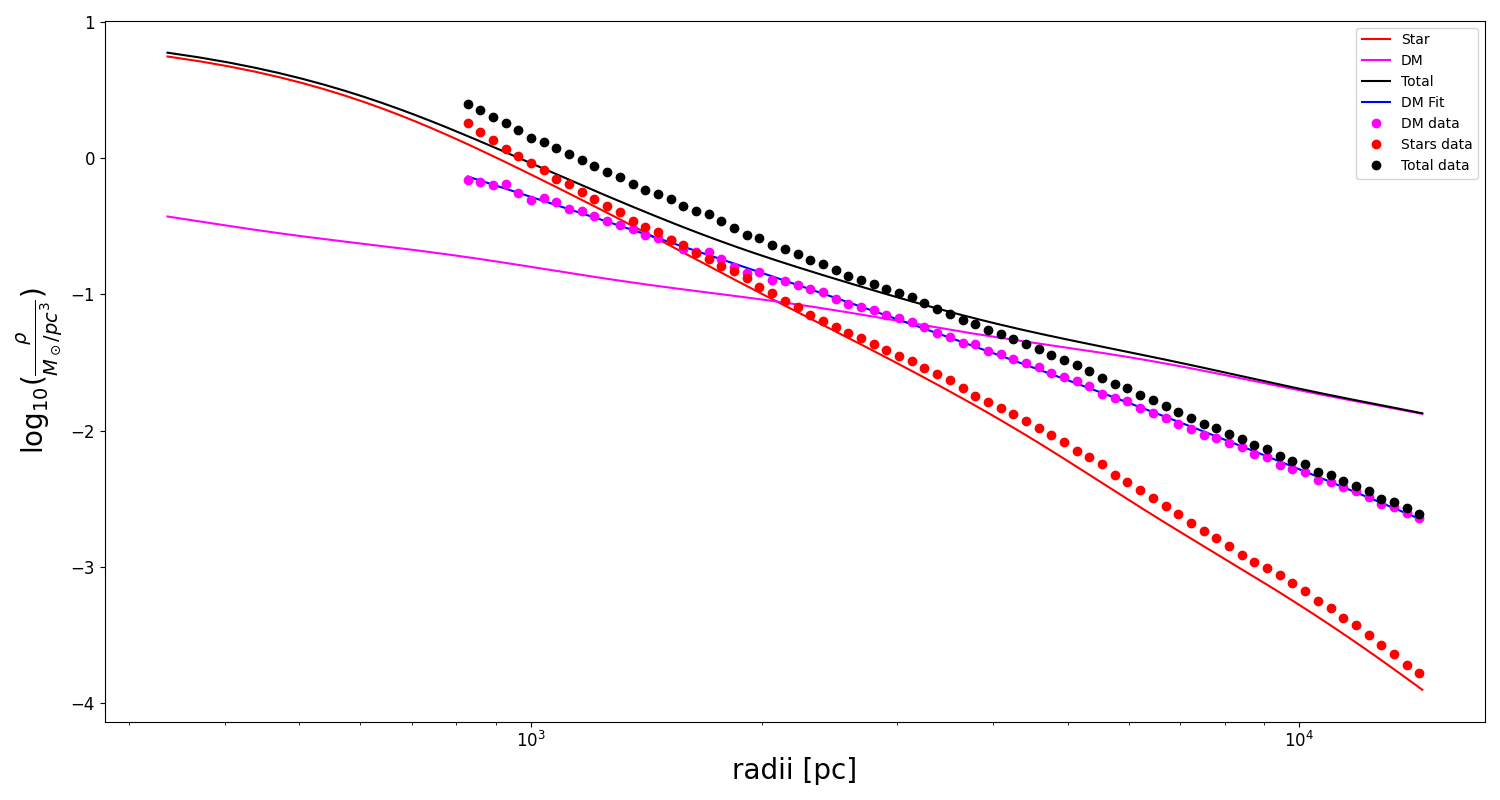 1
0
−1
−2
−3
−4
log₁₀(ρ / M⊙/pc³)
10³
10⁴
radii [pc]
Star
DM
Total
DM Fit
DM data
Stars data
Total data